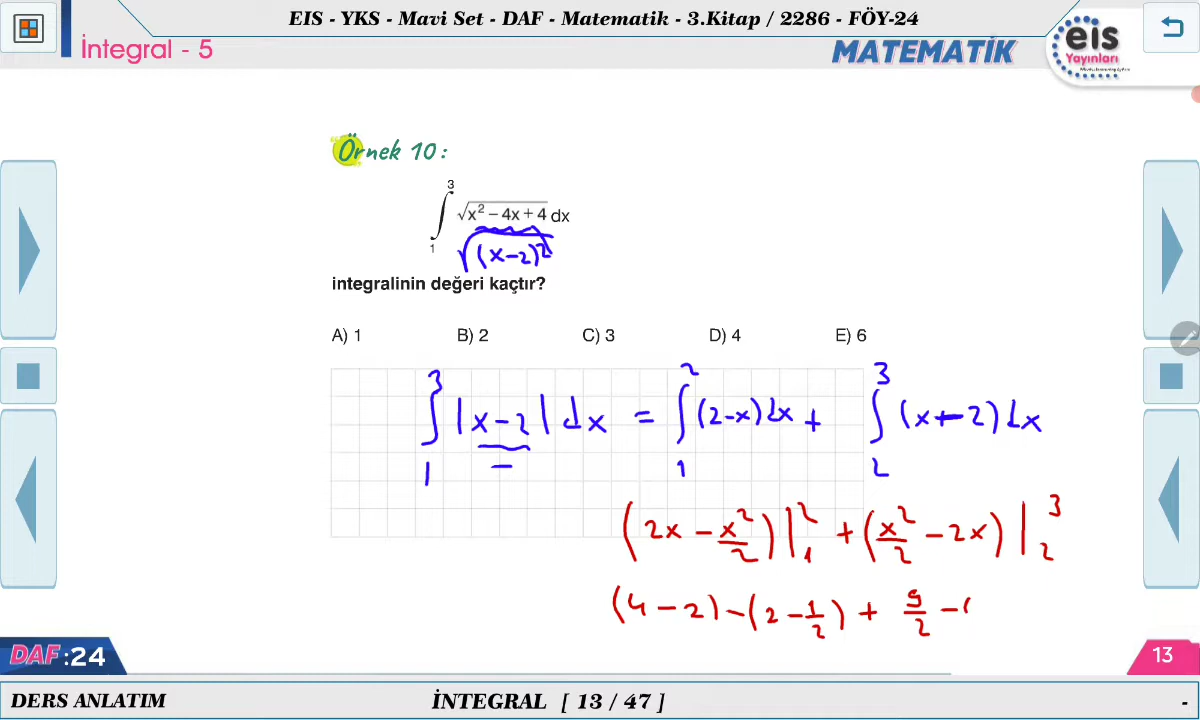 EIS - YKS - Mavi Set - DAF - Matematik - 3.Kitap / 2286 - FÖY-24
İntegral - 5
MATEMATİK
eis
Yayınları
Örnek 10 :
∫₁³ √(x² – 4x + 4) dx
√((x-2)²)
integralinin değeri kaçtır?
A) 1 B) 2 C) 3 D) 4 E) 6
∫₁³ |x-2| dx = ∫₁² (2-x)dx + ∫₂³ (x-2)dx
(2x - x²/2)|₁² + (x²/2 - 2x)|₂³
(4-2)-(2-1/2) + 9/2 -
DAF:24
13
DERS ANLATIM
İNTEGRAL [ 13 / 47 ]
-